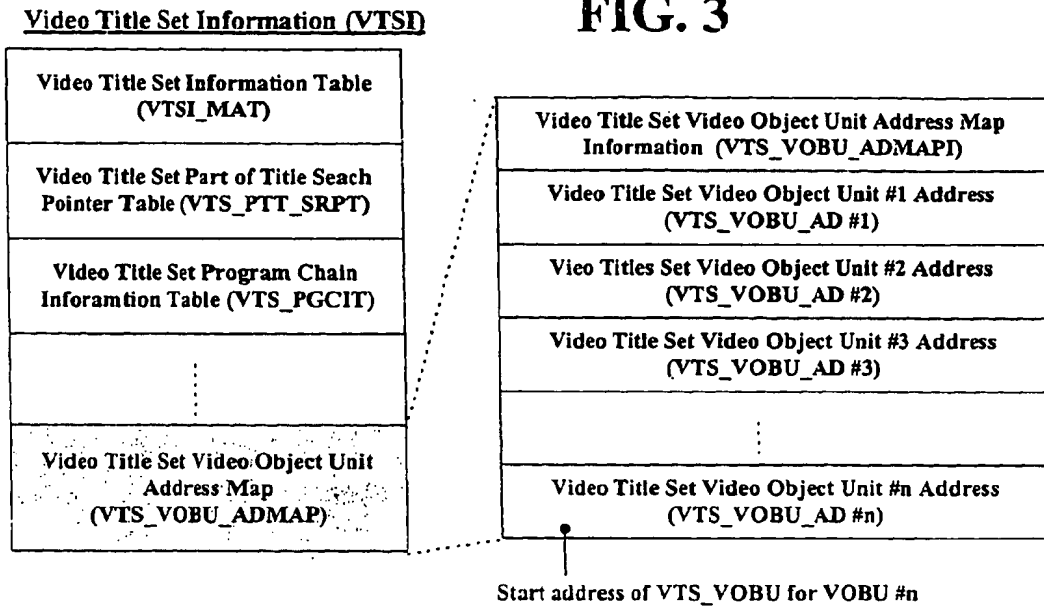 Video Title Set Information (VTSI)
FIG. 3
Video Title Set Information Table
(VTSI_MAT)
Video Title Set Part of Title Seach
Pointer Table (VTS_PTT_SRPT)
Video Title Set Program Chain
Inforamtion Table (VTS_PGCIT)
Video Title Set Video Object Unit
Address Map
(VTS_VOBU_ADMAP)
Video Title Set Video Object Unit Address Map
Information (VTS_VOBU_ADMAPI)
Video Title Set Video Object Unit #1 Address
(VTS_VOBU_AD #1)
Vieo Titles Set Video Object Unit #2 Address
(VTS_VOBU_AD #2)
Video Title Set Video Object Unit #3 Address
(VTS_VOBU_AD #3)
Video Title Set Video Object Unit #n Address
(VTS_VOBU_AD #n)
Start address of VTS_VOBU for VOBU #n